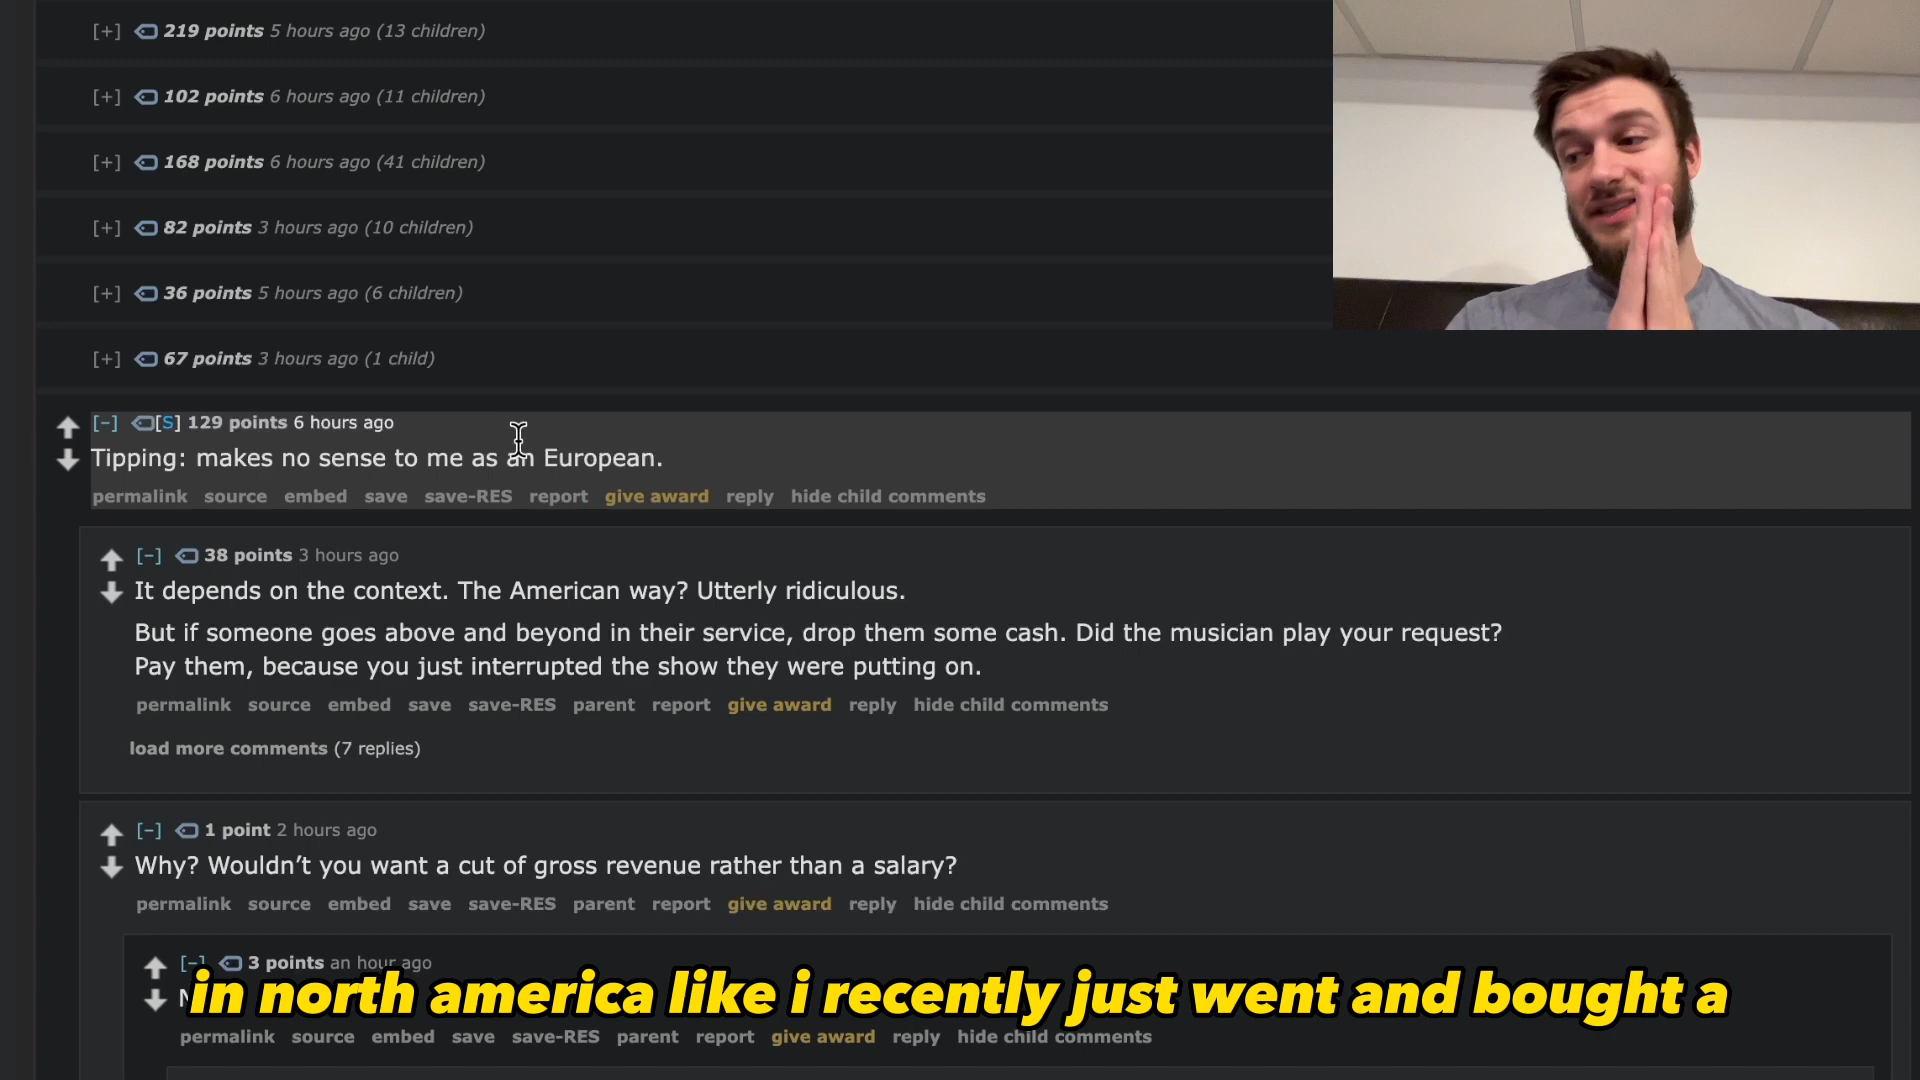 [+] 219 points 5 hours ago (13 children)
[+] 102 points 6 hours ago (11 children)
[+] 168 points 6 hours ago (41 children)
[+] 82 points 3 hours ago (10 children)
[+] 36 points 5 hours ago (6 children)
[+] 67 points 3 hours ago (1 child)
[–] [S] 129 points 6 hours ago
Tipping: makes no sense to me as an European.
permalink source embed save save-RES report give award reply hide child comments
[–] 38 points 3 hours ago
It depends on the context. The American way? Utterly ridiculous.
But if someone goes above and beyond in their service, drop them some cash. Did the musician play your request?
Pay them, because you just interrupted the show they were putting on.
permalink source embed save save-RES parent report give award reply hide child comments
load more comments (7 replies)
[–] 1 point 2 hours ago
Why? Wouldn’t you want a cut of gross revenue rather than a salary?
permalink source embed save save-RES parent report give award reply hide child comments
[–] 3 points an hour ago
in north america like i recently just went and bought a
permalink source embed save save-RES parent report give award reply hide child comments